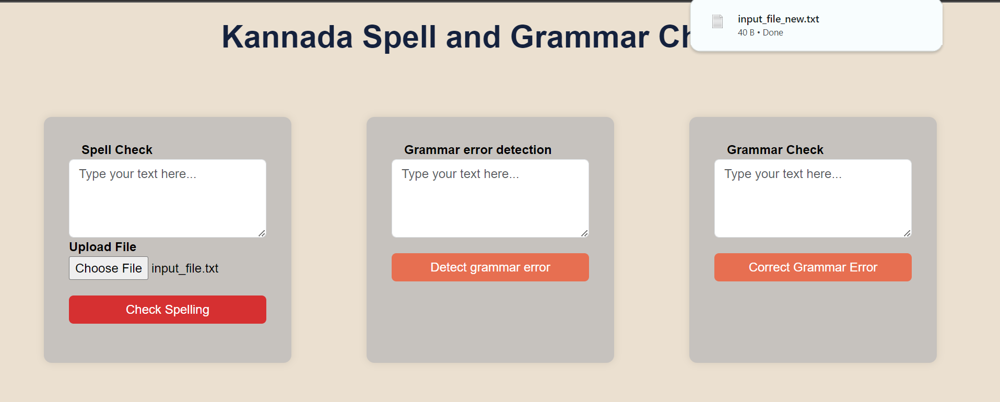 Kannada Spell and Grammar Ch
input_file_new.txt
40 B • Done
Spell Check
Type your text here...
Upload File
Choose File input_file.txt
Check Spelling
Grammar error detection
Type your text here...
Detect grammar error
Grammar Check
Type your text here...
Correct Grammar Error